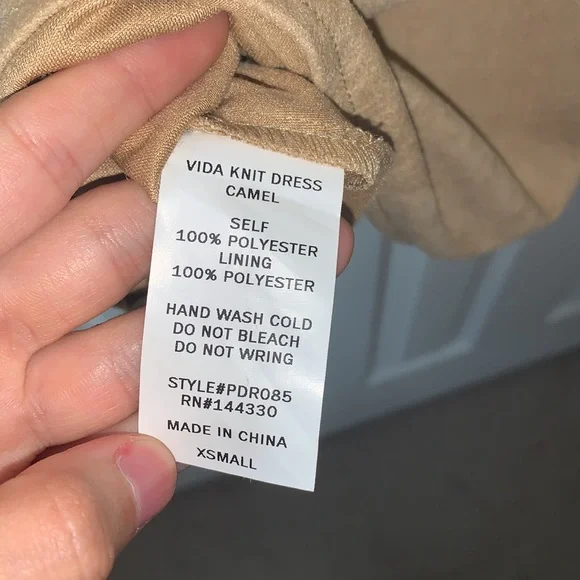 VIDA KNIT DRESS
CAMEL
SELF
100% POLYESTER
LINING
100% POLYESTER
HAND WASH COLD
DO NOT BLEACH
DO NOT WRING
STYLE#PDR085
RN#144330
MADE IN CHINA
XSMALL